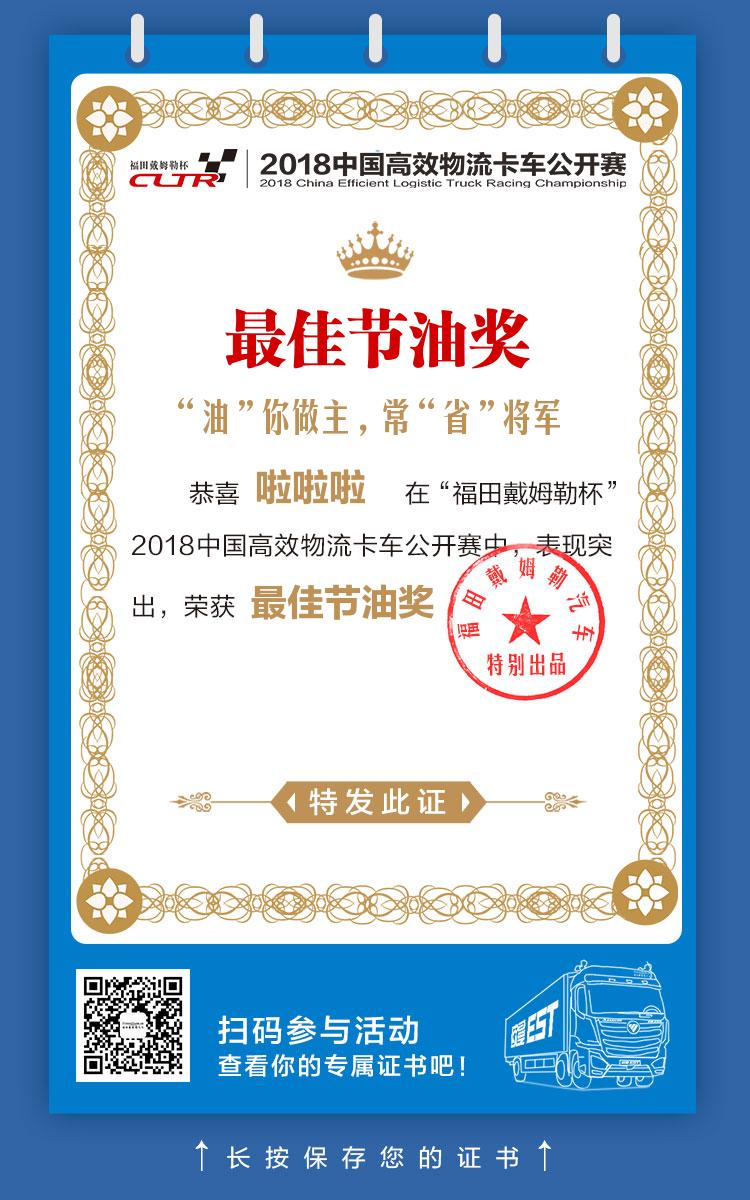 福田戴姆勒杯
CLTR
2018中国高效物流卡车公开赛
2018 China Efficient Logistic Truck Racing Championship
最佳节油奖
“油”你做主，常“省”将军
恭喜 啦啦啦 在“福田戴姆勒杯”
2018中国高效物流卡车公开赛中，表现突
出，荣获 最佳节油奖
福田戴姆勒汽车
特别出品
特发此证
扫码参与活动
查看你的专属证书吧！
EST
↑长按保存您的证书↑